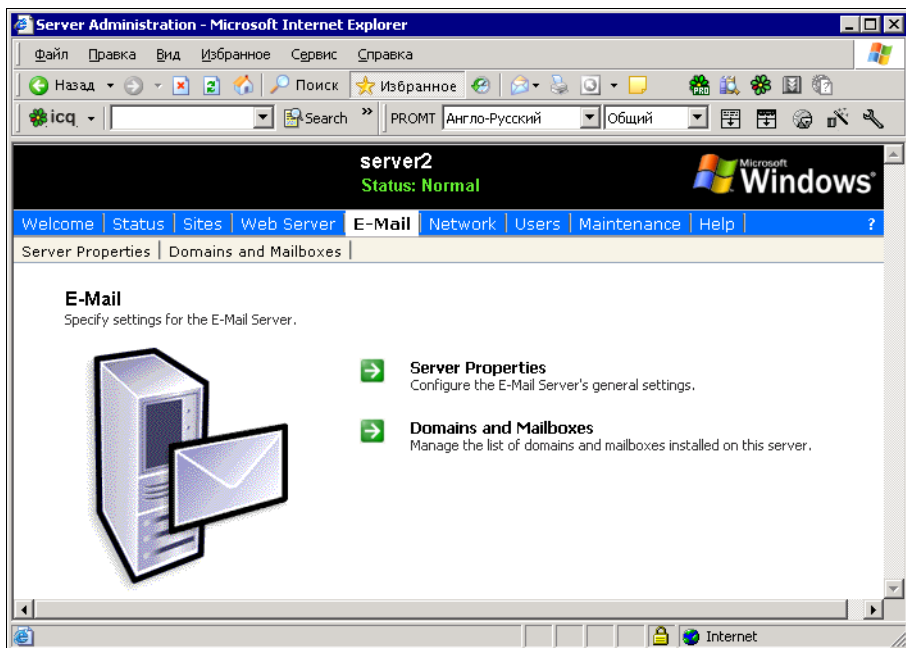 Server Administration - Microsoft Internet Explorer
Файл Правка Вид Избранное Сервис Справка
Назад Поиск Избранное PRO
icq Search » PROMT Англо-Русский Общий
server2
Status: Normal
Microsoft Windows
Welcome | Status | Sites | Web Server | E-Mail | Network | Users | Maintenance | Help | ?
Server Properties | Domains and Mailboxes |
E-Mail
Specify settings for the E-Mail Server.
Server Properties
Configure the E-Mail Server's general settings.
Domains and Mailboxes
Manage the list of domains and mailboxes installed on this server.
Internet